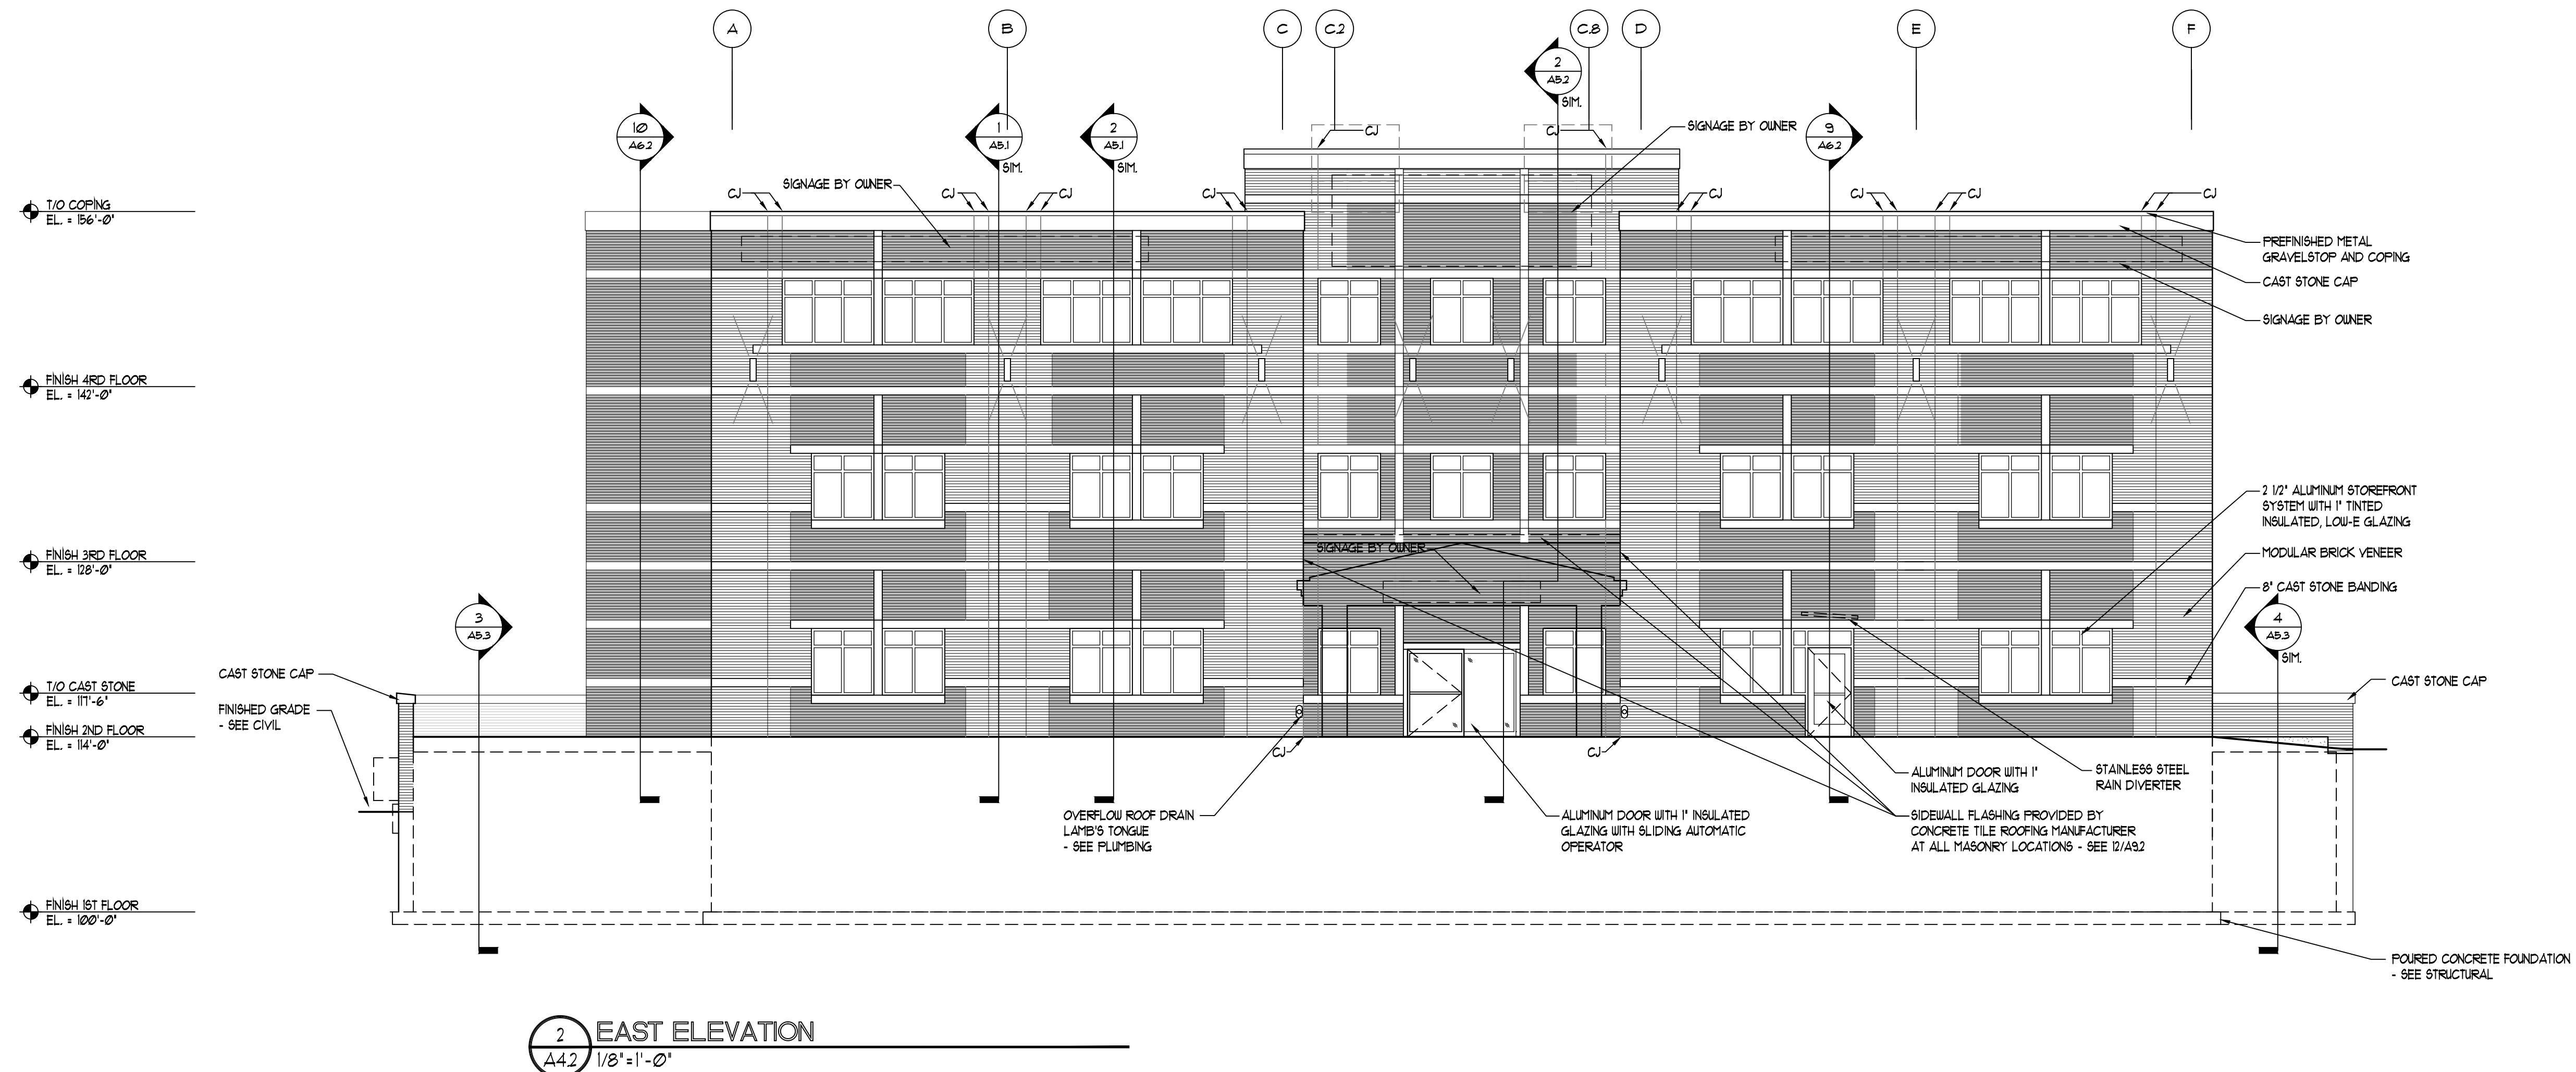 A
B
C
C.2
C.8
D
E
F
2
A5.2
SIM.
10
A6.2
1
A5.1
SIM.
2
A5.1
SIM.
9
A6.2
CJ
CJ
SIGNAGE BY OWNER
SIGNAGE BY OWNER
CJ
CJ
CJ
CJ
CJ
CJ
CJ
CJ
T/O COPING
EL. = 156'-0"
PREFINISHED METAL
GRAVELSTOP AND COPING
CAST STONE CAP
SIGNAGE BY OWNER
FINISH 4RD FLOOR
EL. = 142'-0"
2 1/2" ALUMINUM STOREFRONT
SYSTEM WITH 1" TINTED
INSULATED, LOW-E GLAZING
SIGNAGE BY OWNER
MODULAR BRICK VENEER
FINISH 3RD FLOOR
EL. = 128'-0"
8" CAST STONE BANDING
3
A5.3
4
A5.3
SIM.
CAST STONE CAP
CAST STONE CAP
T/O CAST STONE
EL. = 117'-6"
FINISHED GRADE
- SEE CIVIL
FINISH 2ND FLOOR
EL. = 114'-0"
CJ
CJ
ALUMINUM DOOR WITH 1"
INSULATED GLAZING
STAINLESS STEEL
RAIN DIVERTER
OVERFLOW ROOF DRAIN
LAMB'S TONGUE
- SEE PLUMBING
ALUMINUM DOOR WITH 1" INSULATED
GLAZING WITH SLIDING AUTOMATIC
OPERATOR
SIDEWALL FLASHING PROVIDED BY
CONCRETE TILE ROOFING MANUFACTURER
AT ALL MASONRY LOCATIONS - SEE 12/A9.2
FINISH 1ST FLOOR
EL. = 100'-0"
POURED CONCRETE FOUNDATION
- SEE STRUCTURAL
2
A4.2
EAST ELEVATION
1/8"=1'-0"